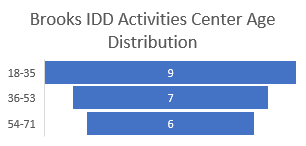 Brooks IDD Activities Center Age
Distribution
18-35 9
36-53 7
54-71 6